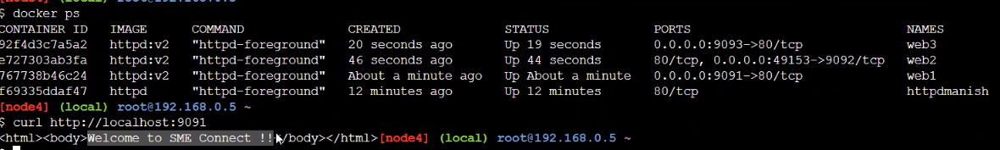 $ docker ps
CONTAINER ID IMAGE COMMAND CREATED STATUS PORTS NAMES
92f4d3c7a5a2 httpd:v2 "httpd-foreground" 20 seconds ago Up 19 seconds 0.0.0.0:9093->80/tcp web3
e727303ab3fa httpd:v2 "httpd-foreground" 46 seconds ago Up 44 seconds 80/tcp, 0.0.0.0:49153->9092/tcp web2
767738b46c24 httpd:v2 "httpd-foreground" About a minute ago Up About a minute 0.0.0.0:9091->80/tcp web1
f69335ddaf47 httpd "httpd-foreground" 12 minutes ago Up 12 minutes 80/tcp httpdmanish
[node4] (local) root@192.168.0.5 ~
$ curl http://localhost:9091
<html><body>Welcome to SME Connect !!</body></html>[node4] (local) root@192.168.0.5 ~